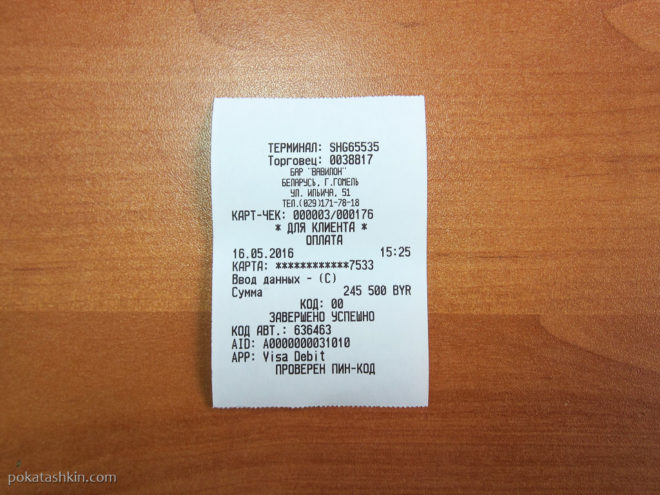 ТЕРМИНАЛ: SHG65535
Торговец: 0038817
БАР "ВАВИЛОН"
БЕЛАРУСЬ, Г.ГОМЕЛЬ
УЛ. ИЛЬИЧА, 51
ТЕЛ.(029)171-78-18
КАРТ-ЧЕК: 000003/000176
* ДЛЯ КЛИЕНТА *
ОПЛАТА
16.05.2016 15:25
КАРТА: ************7533
Ввод данных - (C)
Сумма 245 500 BYR
КОД: 00
ЗАВЕРШЕНО УСПЕШНО
КОД АВТ.: 636463
AID: A0000000031010
APP: Visa Debit
ПРОВЕРЕН ПИН-КОД
pokatashkin.com